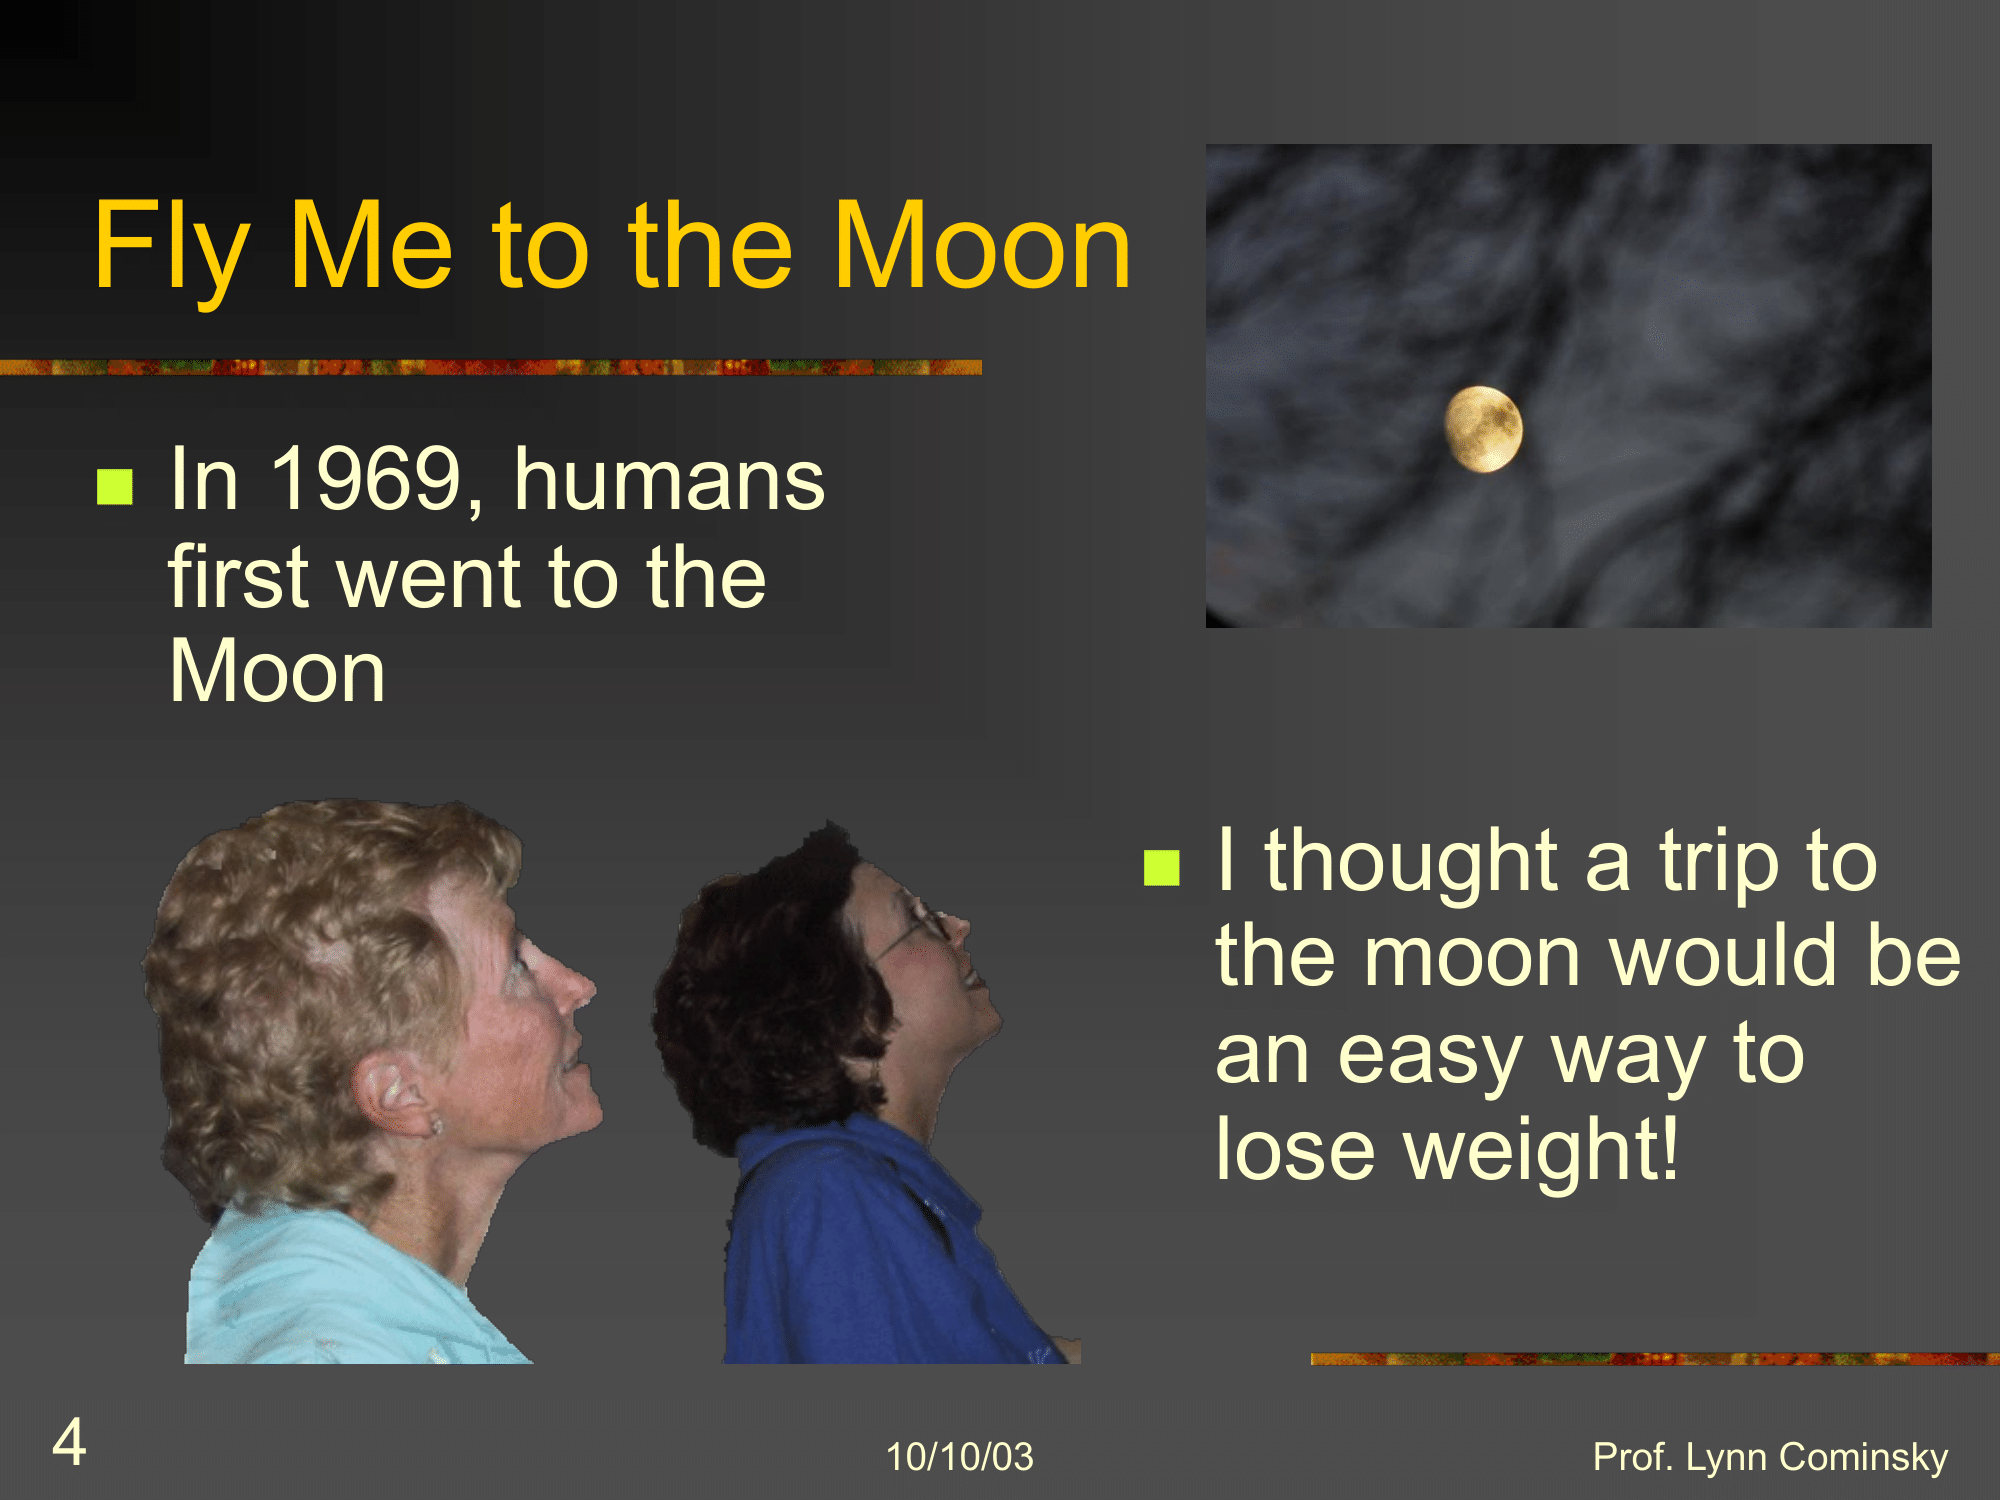 Fly Me to the Moon
In 1969, humans
first went to the
Moon
I thought a trip to
the moon would be
an easy way to
lose weight!
4
10/10/03
Prof. Lynn Cominsky